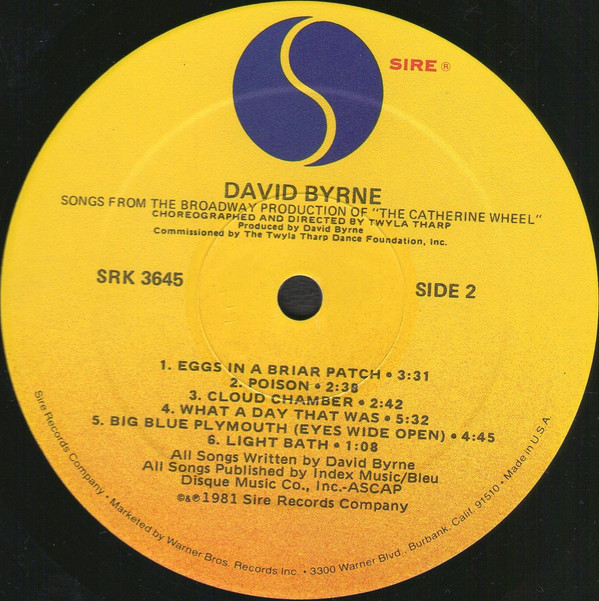 SIRE ®
DAVID BYRNE
SONGS FROM THE BROADWAY PRODUCTION OF "THE CATHERINE WHEEL"
CHOREOGRAPHED AND DIRECTED BY TWYLA THARP
Produced by David Byrne
Commissioned by The Twyla Tharp Dance Foundation, Inc.
SRK 3645
SIDE 2
1. EGGS IN A BRIAR PATCH • 3:31
2. POISON • 2:38
3. CLOUD CHAMBER • 2:42
4. WHAT A DAY THAT WAS • 5:32
5. BIG BLUE PLYMOUTH (EYES WIDE OPEN) • 4:45
6. LIGHT BATH • 1:08
All Songs Written by David Byrne
All Songs Published by Index Music/Bleu
Disque Music Co., Inc.-ASCAP
©&℗1981 Sire Records Company
Sire Records Company • Marketed by Warner Bros. Records Inc. • 3300 Warner Blvd., Burbank, Calif. 91510 • Made in U.S.A.